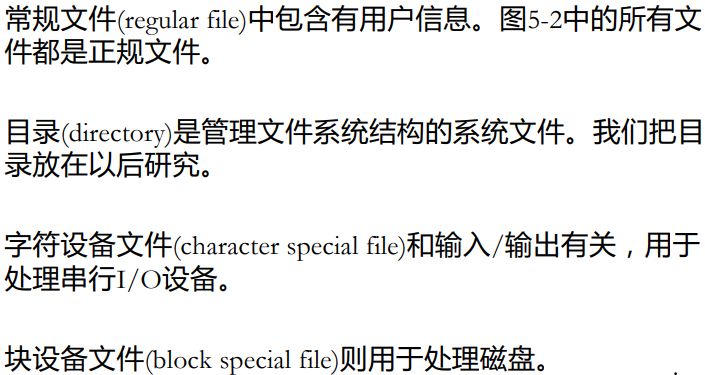 常规文件(regular file)中包含有用户信息。图5-2中的所有文
件都是正规文件。
目录(directory)是管理文件系统结构的系统文件。我们把目
录放在以后研究。
字符设备文件(character special file)和输入/输出有关，用于
处理串行I/O设备。
块设备文件(block special file)则用于处理磁盘。 .